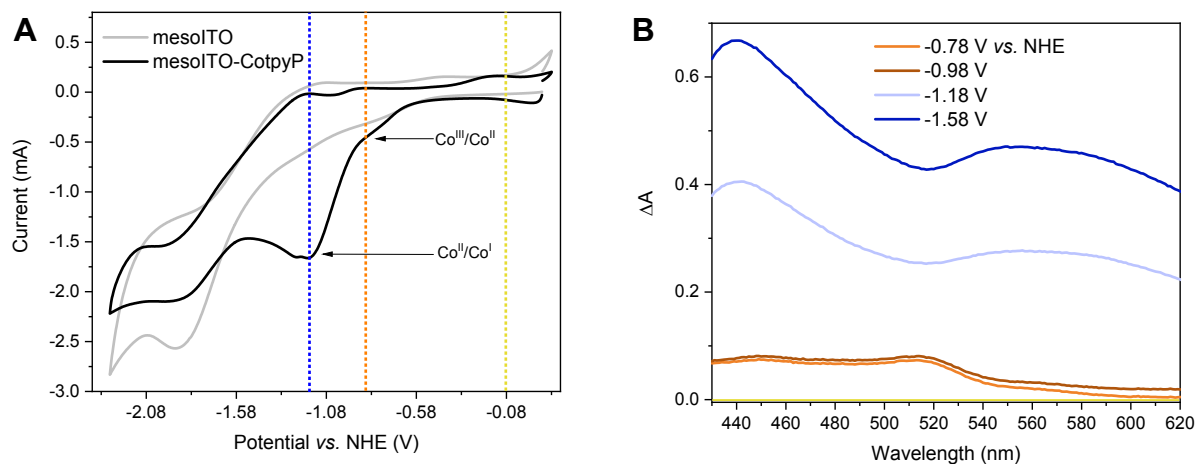 A
mesoITO
mesoITO-CotpyP
Co^III/Co^II
Co^II/Co^I
0.5
0.0
-0.5
-1.0
-1.5
-2.0
-2.5
-3.0
Current (mA)
-2.08
-1.58
-1.08
-0.58
-0.08
Potential vs. NHE (V)
B
-0.78 V vs. NHE
-0.98 V
-1.18 V
-1.58 V
0.6
0.4
0.2
0.0
ΔA
440
460
480
500
520
540
560
580
600
620
Wavelength (nm)